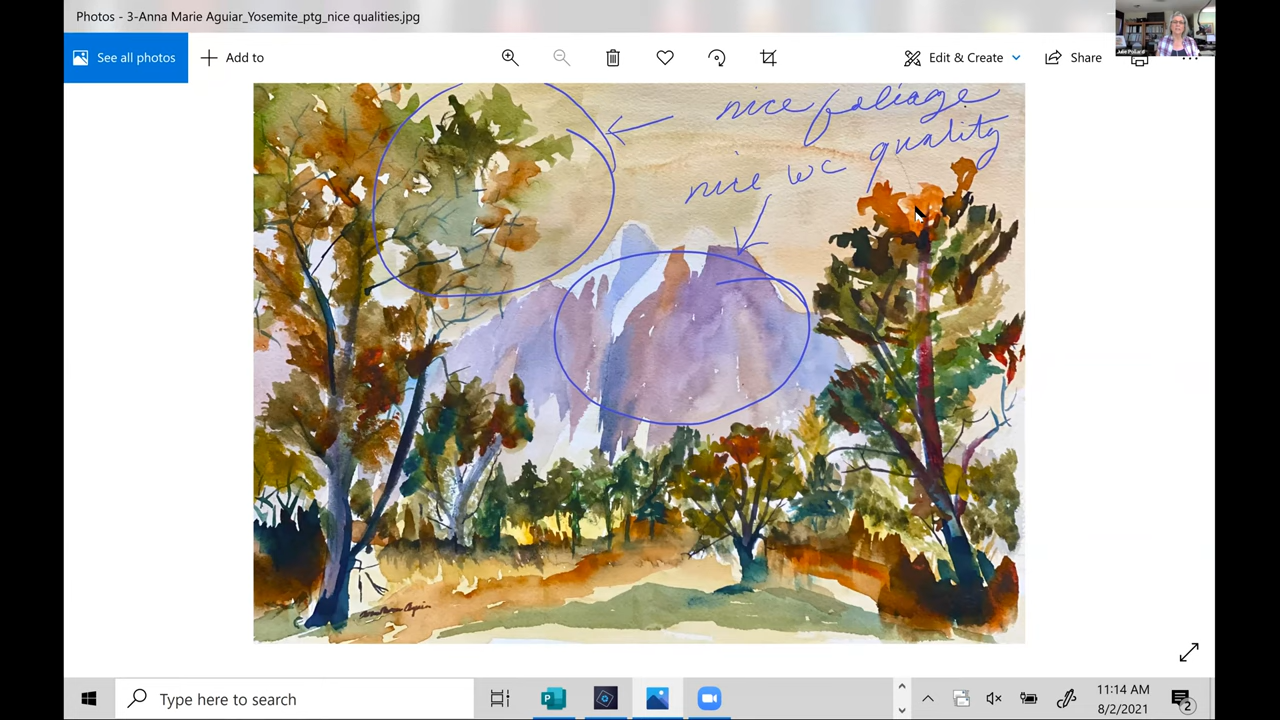 Photos - 3-Anna Marie Aguiar_Yosemite_ptg_nice qualities.jpg
See all photos
Add to
Edit & Create
Share
nice foliage
nice wc quality
Type here to search
11:14 AM
8/2/2021
2